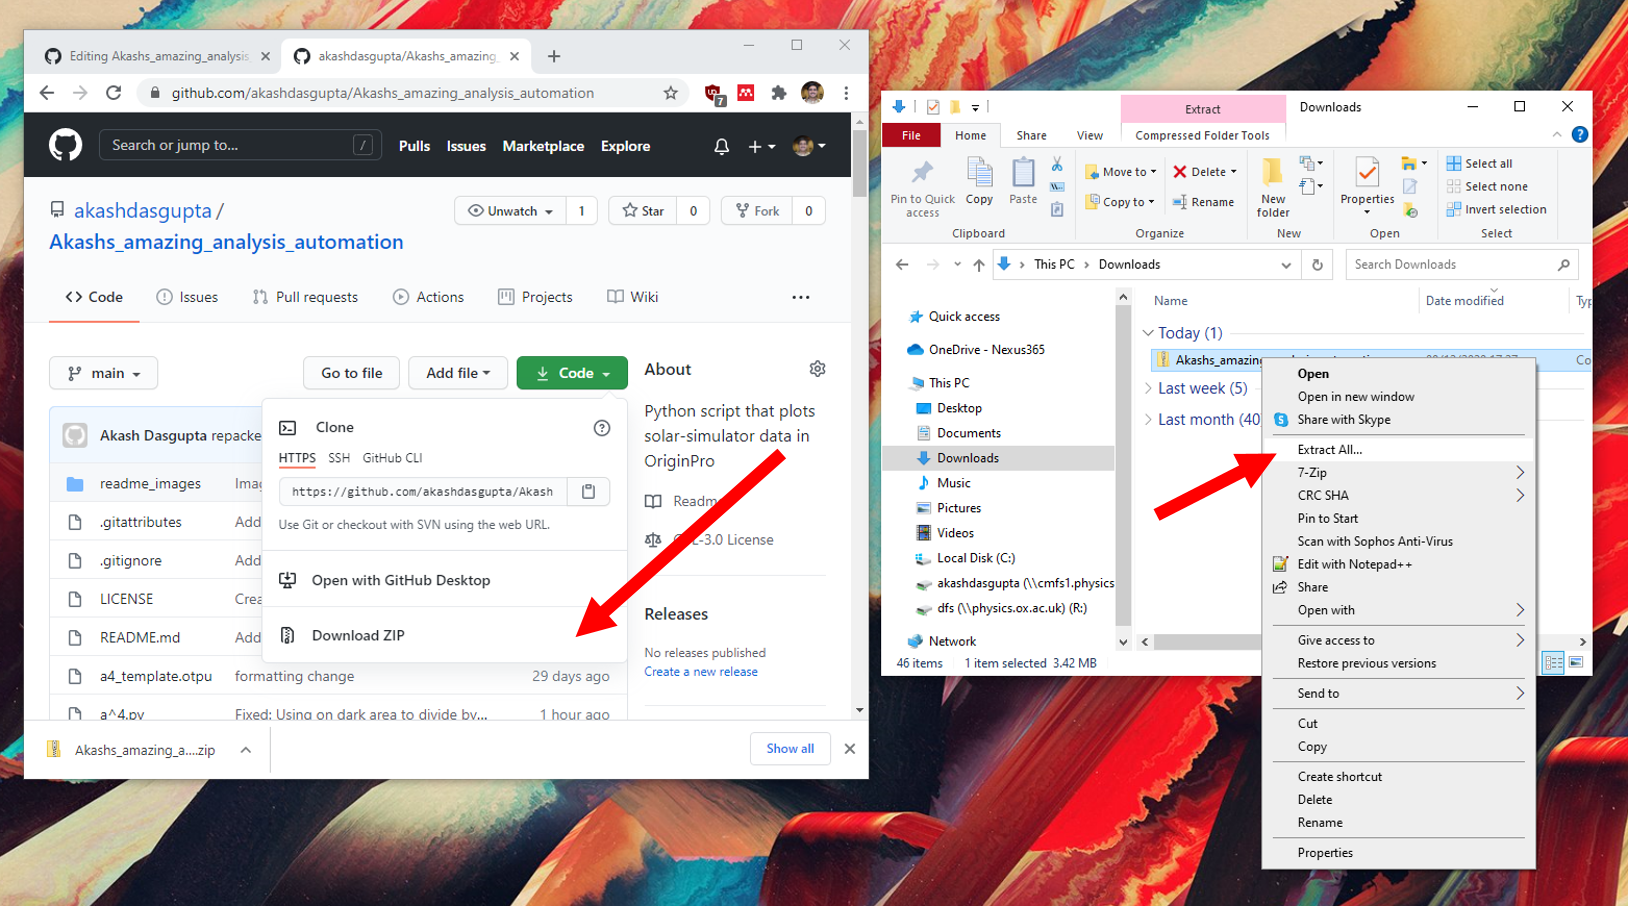 Editing Akashs_amazing_analysis
akashdasgupta/Akashs_amazing_
github.com/akashdasgupta/Akashs_amazing_analysis_automation
7
Search or jump to...
/
Pulls
Issues
Marketplace
Explore
akashdasgupta /
Akashs_amazing_analysis_automation
Unwatch
1
Star
0
Fork
0
Code
Issues
Pull requests
Actions
Projects
Wiki
main
Go to file
Add file
Code
Akash Dasgupta repacke
readme_images
Imag
.gitattributes
Add
.gitignore
Add
LICENSE
Crea
README.md
Add
a4_template.otpu
formatting change
29 days ago
a^4.py
Fixed: Using on dark area to divide by...
1 hour ago
Clone
HTTPS
SSH
GitHub CLI
https://github.com/akashdasgupta/Akash
Use Git or checkout with SVN using the web URL.
Open with GitHub Desktop
Download ZIP
About
Python script that plots
solar-simulator data in
OriginPro
Readme
-3.0 License
Releases
No releases published
Create a new release
Akashs_amazing_a....zip
Show all
Extract
Downloads
File
Home
Share
View
Compressed Folder Tools
Pin to Quick
access
Copy
Paste
Clipboard
Move to
Copy to
Delete
Rename
Organize
New
folder
New
Properties
Open
Select all
Select none
Invert selection
Select
This PC
Downloads
Search Downloads
Quick access
OneDrive - Nexus365
This PC
Desktop
Documents
Downloads
Music
Pictures
Videos
Local Disk (C:)
akashdasgupta (\\cmfs1.physics
dfs (\\physics.ox.ac.uk) (R:)
Network
46 items
1 item selected 3.42 MB
Name
Date modified
Typ
Today (1)
Akashs_amazing
Co
Last week (5)
Last month (40)
Open
Open in new window
Share with Skype
Extract All...
7-Zip
CRC SHA
Pin to Start
Scan with Sophos Anti-Virus
Edit with Notepad++
Share
Open with
Give access to
Restore previous versions
Send to
Cut
Copy
Create shortcut
Delete
Rename
Properties